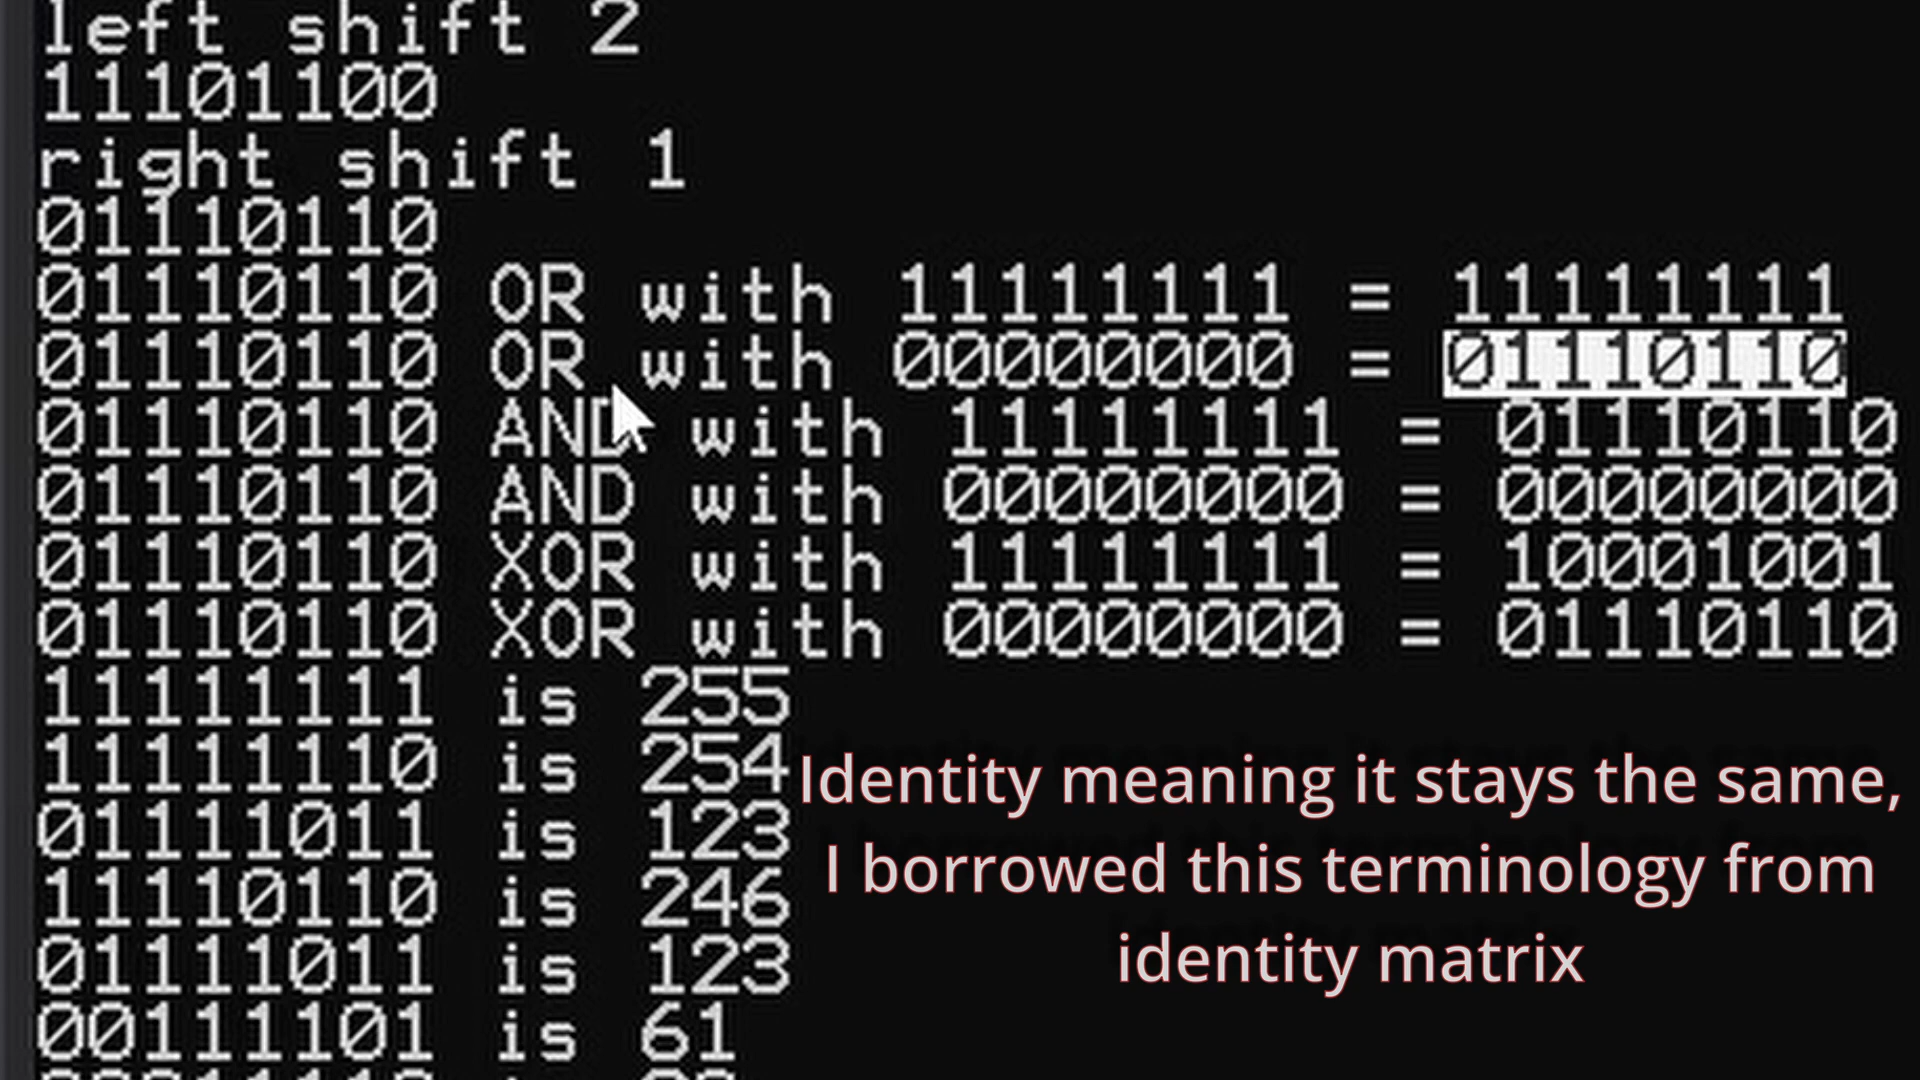 left shift 2
11101100
right shift 1
01110110
01110110 OR with 11111111 = 11111111
01110110 OR with 00000000 = 01110110
01110110 AND with 11111111 = 01110110
01110110 AND with 00000000 = 00000000
01110110 XOR with 11111111 = 10001001
01110110 XOR with 00000000 = 01110110
11111111 is 255
11111110 is 254
01111011 is 123
11110110 is 246
01111011 is 123
00111101 is 61
Identity meaning it stays the same,
I borrowed this terminology from
identity matrix